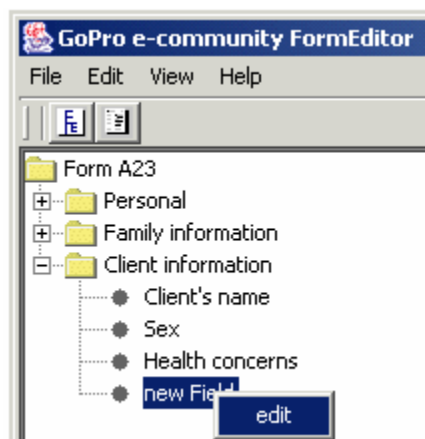 GoPro e-community FormEditor
File Edit View Help
Form A23
Personal
Family information
Client information
Client's name
Sex
Health concerns
new Field
edit